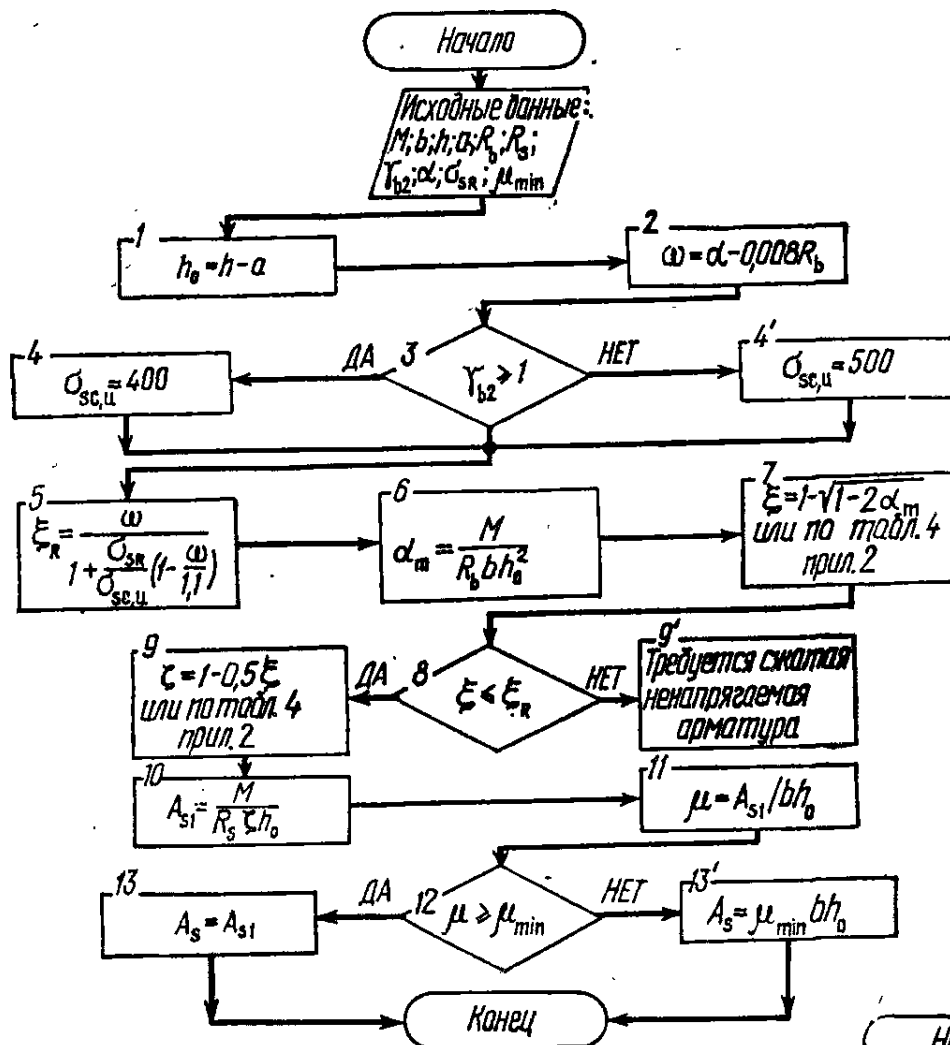 Начало
Исходные данные:
M; b; h; a; R_b; R_s;
γ_b2; α; σ_sR; μ_min
1
h_0 = h - a
2
ω = α - 0,008R_b
3
γ_b2 ≥ 1
ДА
НЕТ
4
σ_sc,u = 400
4'
σ_sc,u = 500
5
ξ_R = ω / (1 + σ_sR/σ_sc,u (1 - ω/1,1))
6
α_m = M / (R_b b h_0²)
7
ξ = 1 - √(1 - 2α_m)
или по табл. 4
прил. 2
8
ξ ≤ ξ_R
ДА
НЕТ
9
ζ = 1 - 0,5ξ
или по табл. 4
прил. 2
9'
Требуется сжатая
ненапрягаемая
арматура
10
A_s1 = M / (R_s ζ h_0)
11
μ = A_s1/bh_0
12
μ ≥ μ_min
ДА
НЕТ
13
A_s = A_s1
13'
A_s = μ_min bh_0
Конец